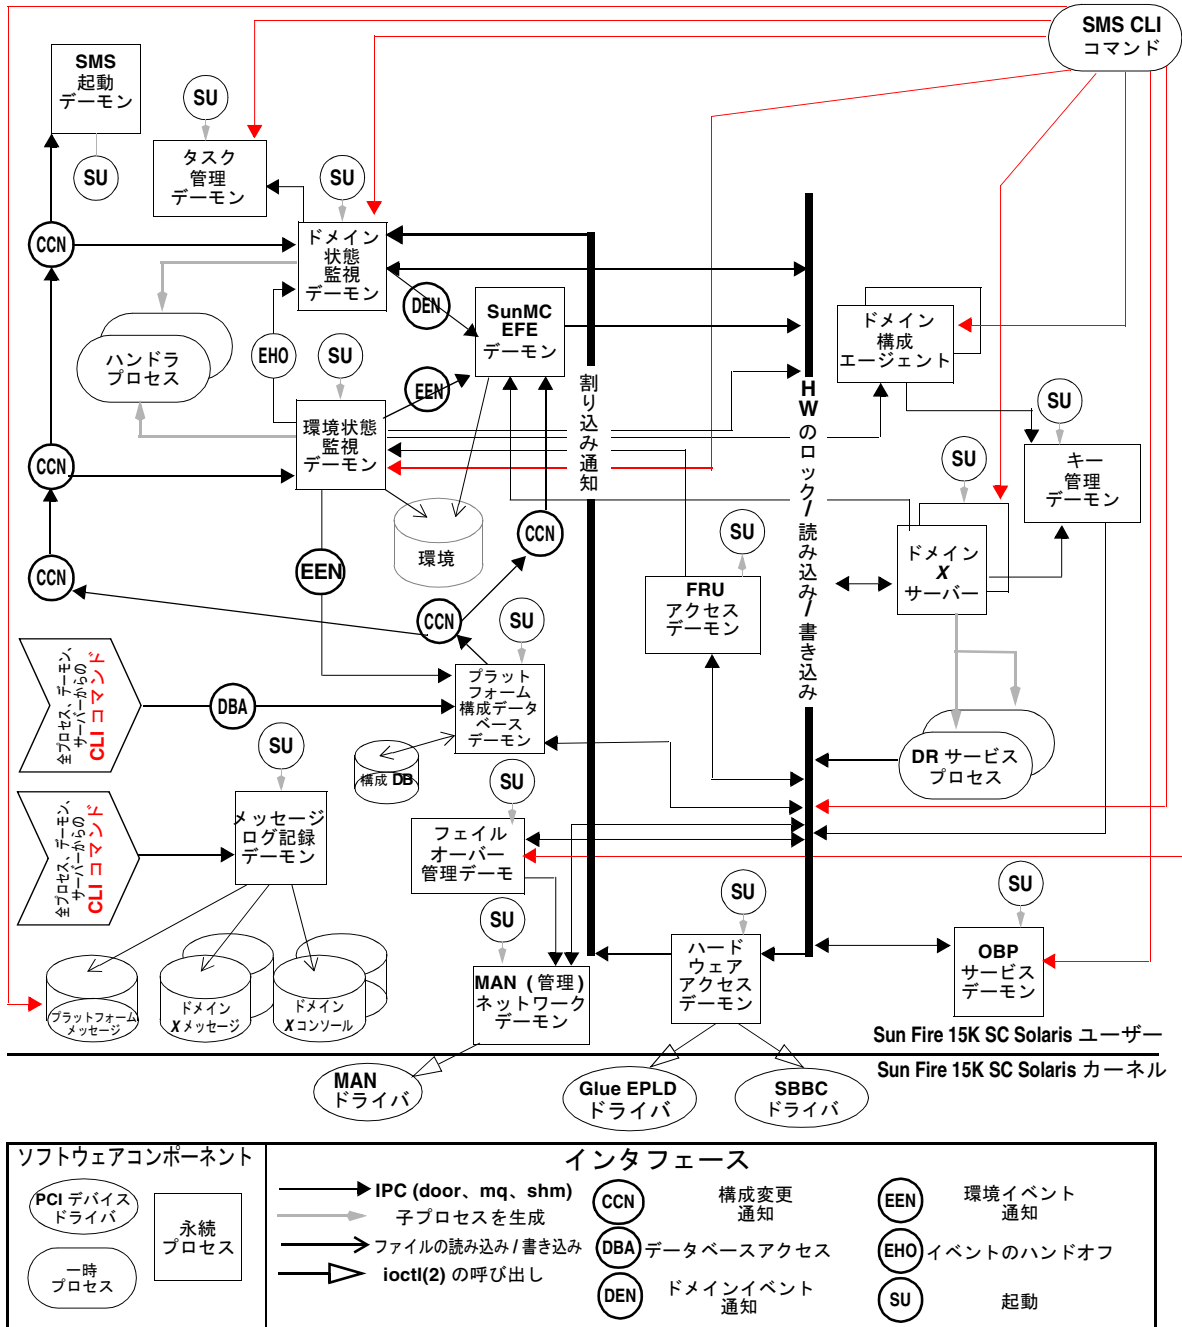 SMS CLI
コマンド
SMS
起動
デーモン
SU
SU
タスク
管理
デーモン
SU
CCN
ドメイン
状態
監視
デーモン
DEN
SunMC
EFE
デーモン
ドメイン
構成
エージェント
ハンドラ
プロセス
EHO
SU
EEN
割り込み通知
HWのロック/読み込み/書き込み
SU
環境状態
監視
デーモン
CCN
SU
キー
管理
デーモン
環境
CCN
SU
EEN
CCN
ドメイン
X
サーバー
FRU
アクセス
デーモン
CCN
SU
全プロセス、デーモン、
サーバーからの
CLI コマンド
DBA
プラット
フォーム
構成データ
ベース
デーモン
SU
構成 DB
DR サービス
プロセス
SU
全プロセス、デーモン、
サーバーからの
CLI コマンド
メッセージ
ログ記録
デーモン
フェイル
オーバー
管理デーモ
SU
SU
SU
ハード
ウェア
アクセス
デーモン
OBP
サービス
デーモン
MAN (管理)
ネットワーク
デーモン
プラットフォーム
メッセージ
ドメイン
X メッセージ
ドメイン
X コンソール
Sun Fire 15K SC Solaris ユーザー
Sun Fire 15K SC Solaris カーネル
MAN
ドライバ
Glue EPLD
ドライバ
SBBC
ドライバ
ソフトウェアコンポーネント
PCI デバイス
ドライバ
永続
プロセス
一時
プロセス
インタフェース
IPC (door、mq、shm)
子プロセスを生成
ファイルの読み込み / 書き込み
ioctl(2) の呼び出し
CCN
構成変更
通知
DBA
データベースアクセス
DEN
ドメインイベント
通知
EEN
環境イベント
通知
EHO
イベントのハンドオフ
SU
起動